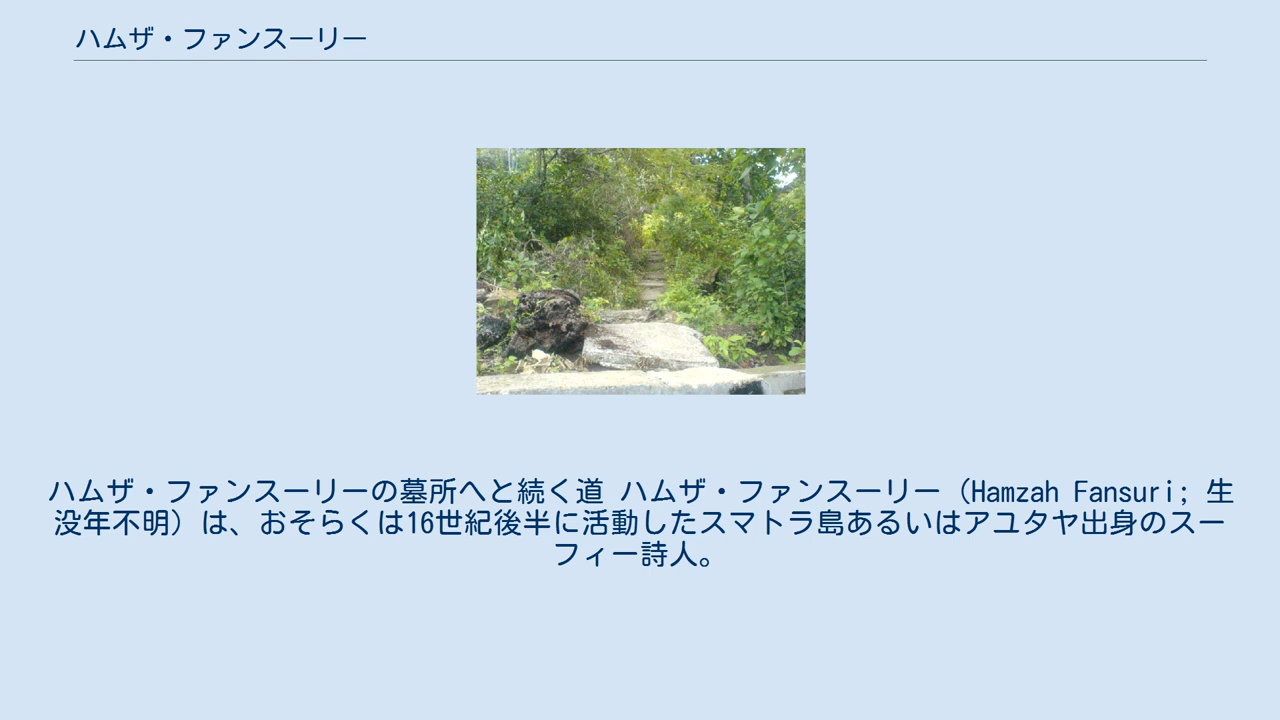 ハムザ・ファンスーリー
ハムザ・ファンスーリーの墓所へと続く道 ハムザ・ファンスーリー（Hamzah Fansuri; 生
没年不明）は、おそらくは16世紀後半に活動したスマトラ島あるいはアユタヤ出身のスー
フィー詩人。